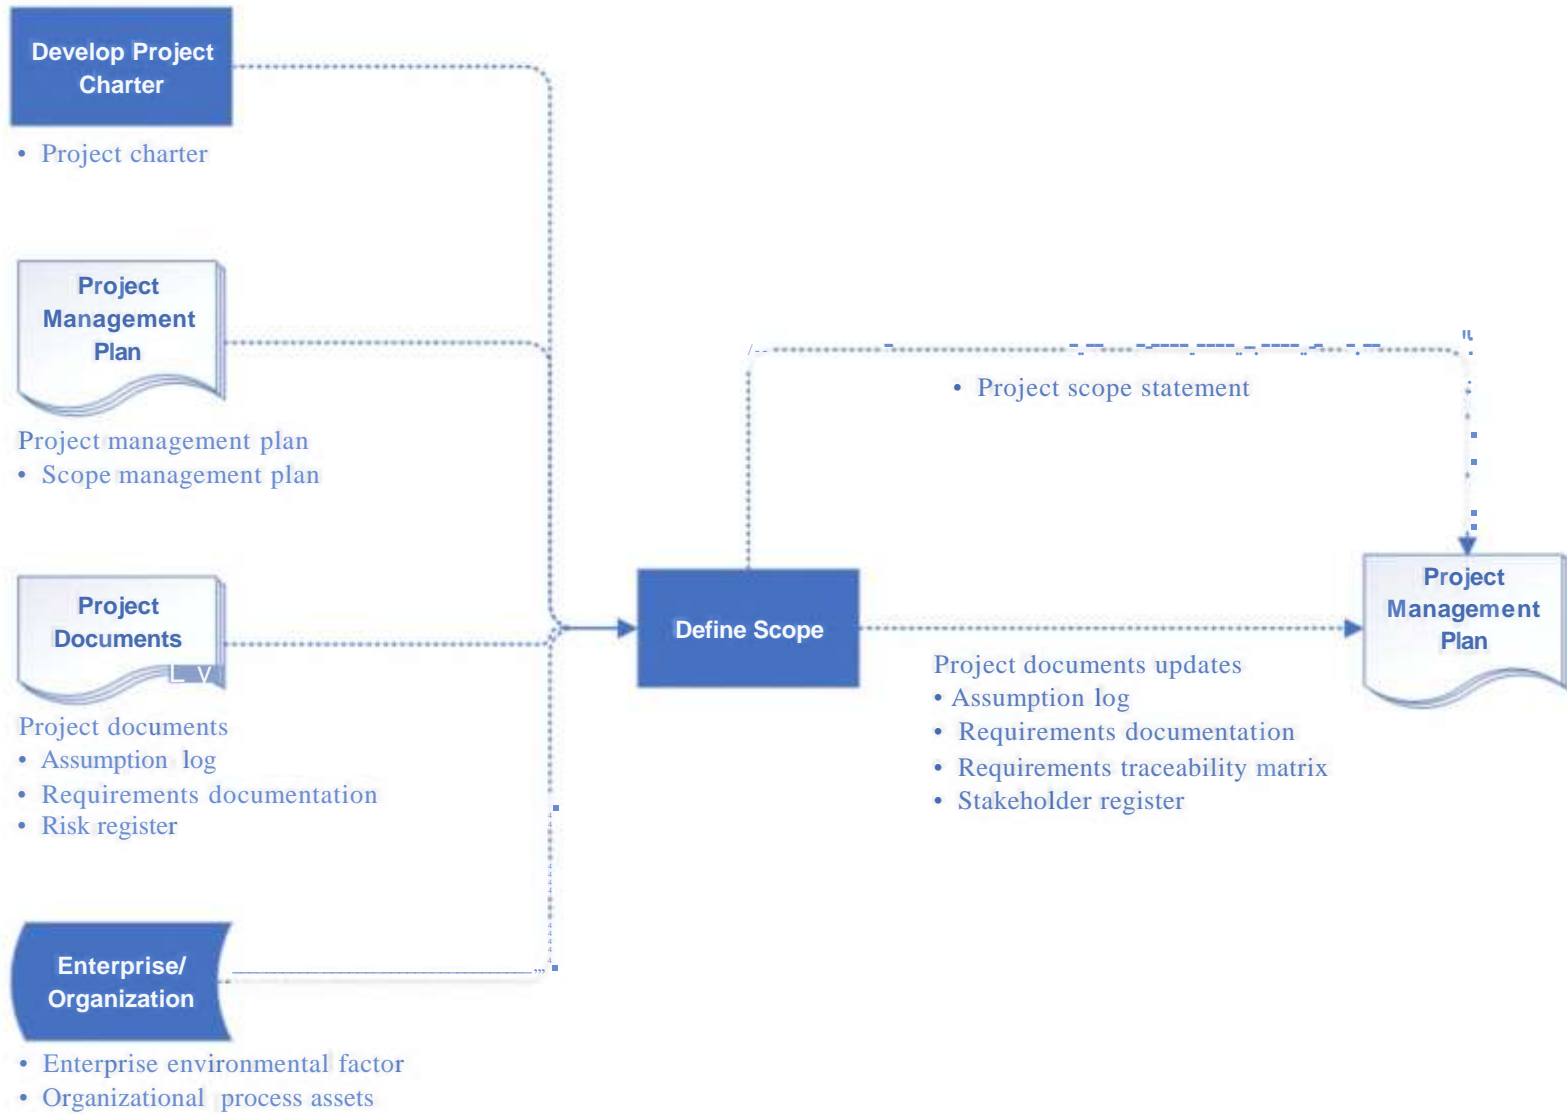 Develop Project
Charter
• Project charter
Project
Management
Plan
Project management plan
• Scope management plan
Project
Documents
L v
Project documents
• Assumption log
• Requirements documentation
• Risk register
Enterprise/
Organization
• Enterprise environmental factor
• Organizational process assets
Define Scope
• Project scope statement
Project documents updates
• Assumption log
• Requirements documentation
• Requirements traceability matrix
• Stakeholder register
Project
Management
Plan